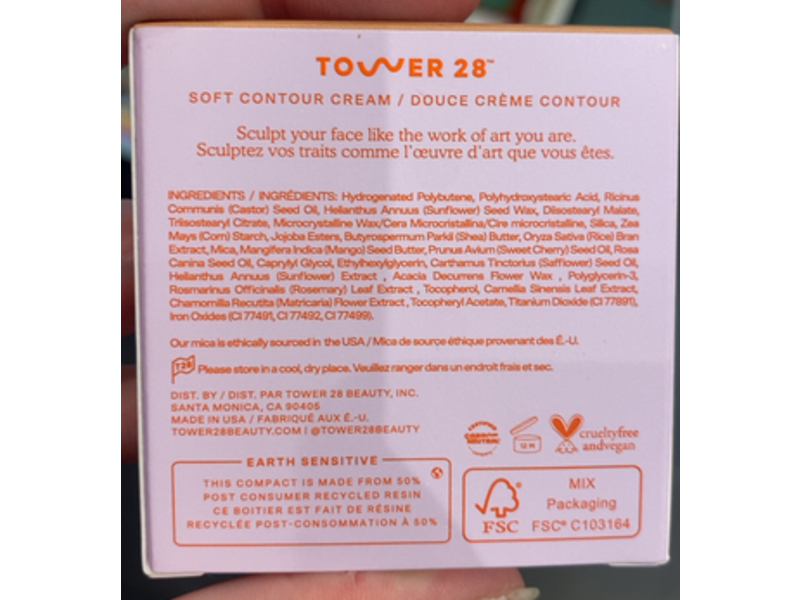 TOWER 28™
SOFT CONTOUR CREAM / DOUCE CRÈME CONTOUR
Sculpt your face like the work of art you are.
Sculptez vos traits comme l'œuvre d'art que vous êtes.
INGREDIENTS / INGRÉDIENTS: Hydrogenated Polybutene, Polyhydroxystearic Acid, Ricinus
Communis (Castor) Seed Oil, Helianthus Annuus (Sunflower) Seed Wax, Diisostearyl Malate,
Triisostearyl Citrate, Microcrystalline Wax/Cera Microcristallina/Cire microcristalline, Silica, Zea
Mays (Corn) Starch, Jojoba Esters, Butyrospermum Parkii (Shea) Butter, Oryza Sativa (Rice) Bran
Extract, Mica, Mangifera Indica (Mango) Seed Butter, Prunus Avium (Sweet Cherry) Seed Oil, Rosa
Canina Seed Oil, Caprylyl Glycol, Ethylhexylglycerin, Carthamus Tinctorius (Safflower) Seed Oil,
Helianthus Annuus (Sunflower) Extract , Acacia Decurrens Flower Wax , Polyglycerin-3,
Rosmarinus Officinalis (Rosemary) Leaf Extract , Tocopherol, Camellia Sinensis Leaf Extract,
Chamomilla Recutita (Matricaria) Flower Extract , Tocopheryl Acetate, Titanium Dioxide (CI 77891),
Iron Oxides (CI 77491, CI 77492, CI 77499).
Our mica is ethically sourced in the USA / Mica de source éthique provenant des É.-U.
T28 Please store in a cool, dry place. Veuillez ranger dans un endroit frais et sec.
DIST. BY / DIST. PAR TOWER 28 BEAUTY, INC.
SANTA MONICA, CA 90405
MADE IN USA / FABRIQUÉ AUX É.-U.
TOWER28BEAUTY.COM | @TOWER28BEAUTY
CERTIFIED
CARBON
NEUTRAL
12 M
crueltyfree
andvegan
EARTH SENSITIVE
THIS COMPACT IS MADE FROM 50%
POST CONSUMER RECYCLED RESIN
CE BOITIER EST FAIT DE RÉSINE
RECYCLÉE POST-CONSOMMATION À 50%
FSC
MIX
Packaging
FSC® C103164